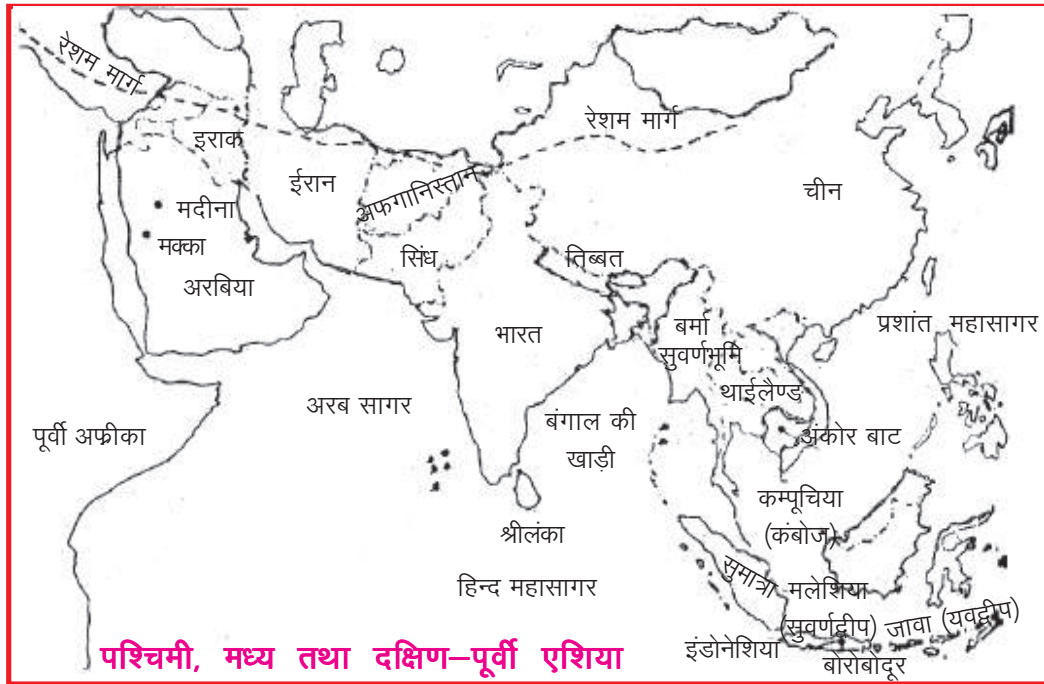 रेशम मार्ग
रेशम मार्ग
इराक
ईरान
अफगानिस्तान
चीन
मदीना
मक्का
सिंध
तिब्बत
अरबिया
भारत
बर्मा
सुवर्णभूमि
प्रशांत महासागर
थाईलैण्ड
अरब सागर
बंगाल की
खाड़ी
पूर्वी अफ्रीका
अंकोर बाट
कम्पूचिया
(कंबोज)
श्रीलंका
हिन्द महासागर
सुमात्रा
मलेशिया
(सुवर्णद्वीप)
जावा (यवद्वीप)
इंडोनेशिया
बोरोबोदूर
पश्चिमी, मध्य तथा दक्षिण–पूर्वी एशिया